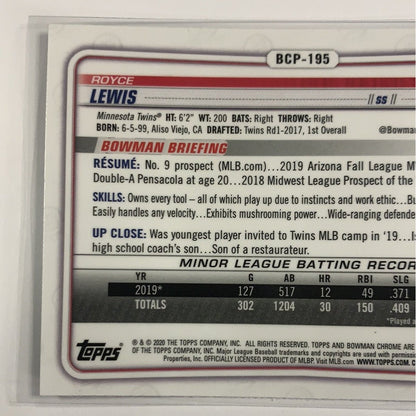 BCP-195
ROYCE
LEWIS // SS //
Minnesota Twins® HT: 6'2" WT: 200 BATS: Right THROWS: Right
BORN: 6-5-99, Aliso Viejo, CA DRAFTED: Twins Rd1-2017, 1st Overall @Bowma
BOWMAN BRIEFING
RÉSUMÉ: No. 9 prospect (MLB.com)...2019 Arizona Fall League M
Double-A Pensacola at age 20...2018 Midwest League Prospect of the
SKILLS: Owns every tool – all of which play up due to instincts and work ethic...Bu
Easily handles any velocity...Exhibits mushrooming power...Wide-ranging defende
UP CLOSE: Was youngest player invited to Twins MLB camp in '19...Is
high school coach's son...Son of a restaurateur.
MINOR LEAGUE BATTING RECOR
YR G AB HR RBI SLG
2019* 127 517 12 49 .371
TOTALS 302 1204 30 150 .409
*Played a
Topps
® & © 2020 THE TOPPS COMPANY, INC. ALL RIGHTS RESERVED. TOPPS AND BOWMAN CHROME ARE
OF THE TOPPS COMPANY, INC. Major League Baseball trademarks and copyrights are used with permissi
Properties, Inc. OFFICIALLY LICENSED PRODUCT OF MLBP. Visit MLB.com WWW.TOPPS.COM. C